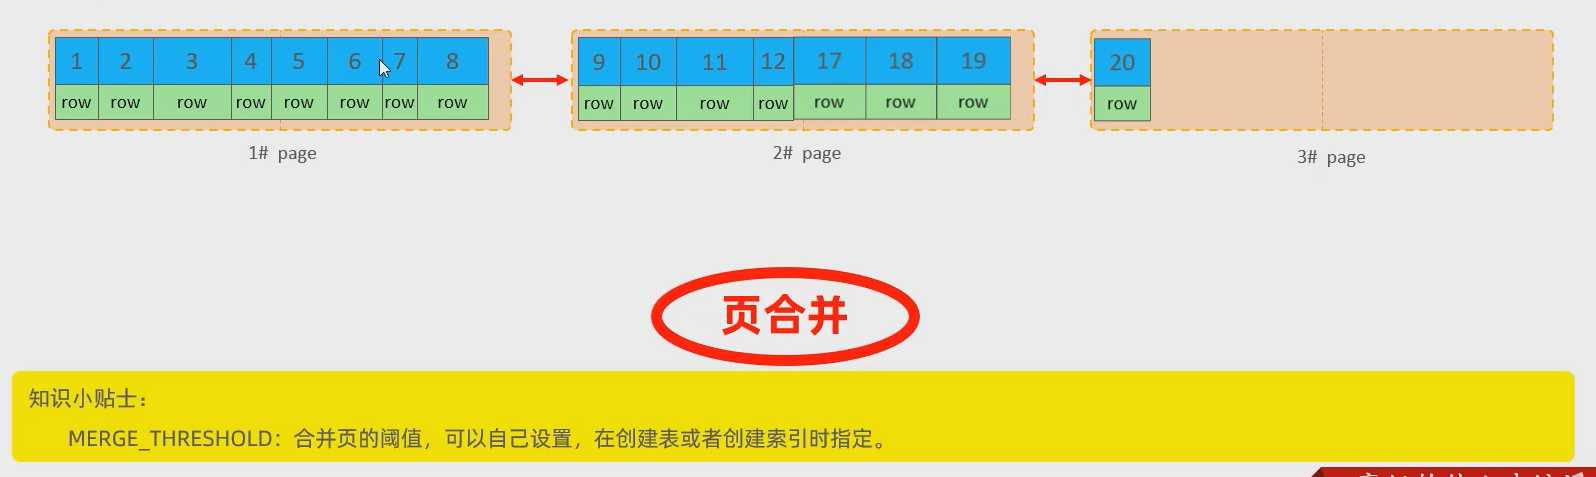 1 2 3 4 5 6 7 8
row row row row row row row row
1# page
9 10 11 12 17 18 19
row row row row row row row
2# page
20
row
3# page
页合并
知识小贴士：
MERGE_THRESHOLD：合并页的阈值，可以自己设置，在创建表或者创建索引时指定。